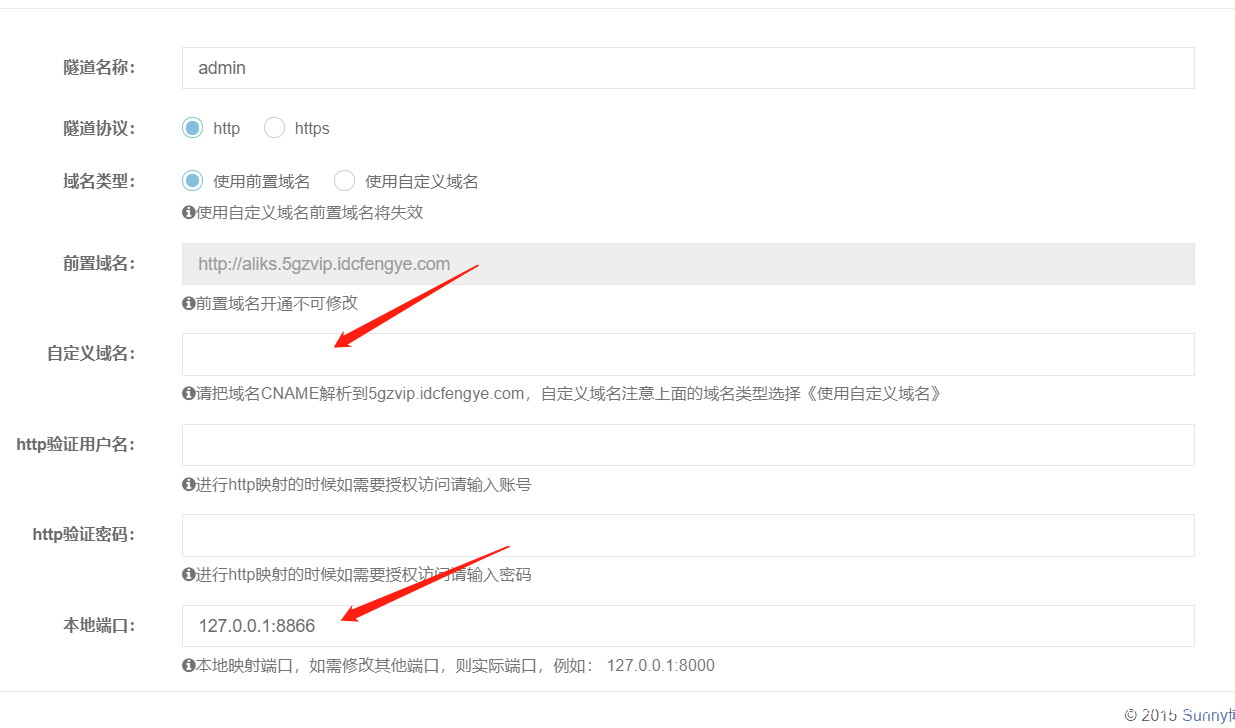 隧道名称： admin
隧道协议： http https
域名类型： 使用前置域名 使用自定义域名
使用自定义域名前置域名将失效
前置域名： http://aliks.5gzvip.idcfengye.com
前置域名开通不可修改
自定义域名：
请把域名CNAME解析到5gzvip.idcfengye.com，自定义域名注意上面的域名类型选择《使用自定义域名》
http验证用户名：
进行http映射的时候如需要授权访问请输入账号
http验证密码：
进行http映射的时候如需要授权访问请输入密码
本地端口： 127.0.0.1:8866
本地映射端口，如需修改其他端口，则实际端口，例如： 127.0.0.1:8000
© 2015 Sunny